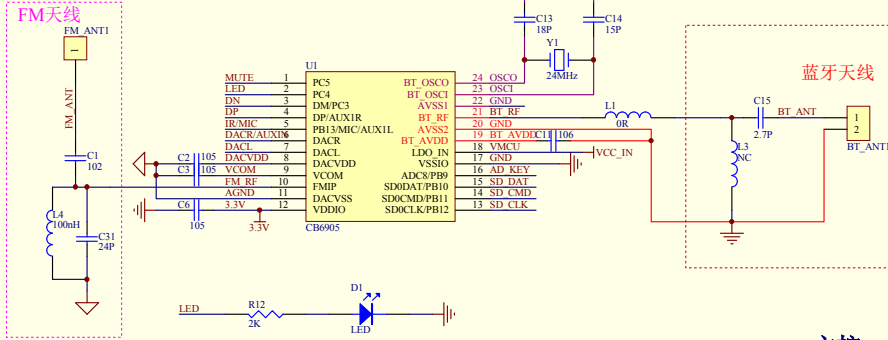 FM天线
FM_ANT1
1
FM_ANT
C1
102
L4
100nH
C31
24P
C13
18P
C14
15P
Y1
24MHz
U1
MUTE 1 PC5 BT_OSCO 24 OSCO
LED 2 PC4 BT_OSCI 23 OSCI
DN 3 DM/PC3 AVSS1 22 GND
DP 4 DP/AUX1R BT_RF 21 BT_RF
IR/MIC 5 PB13/MIC/AUX1L AVSS2 20 GND
DACR/AUXIN 6 DACR BT_AVDD 19 BT_AVDD C11 106
DACL 7 DACL LDO_IN 18 VMCU VCC_IN
C2 105 DACVDD 8 DACVDD VSSIO 17 GND
C3 105 VCOM 9 VCOM ADC8/PB9 16 AD_KEY
FM_RF 10 FMIP SD0DAT/PB10 15 SD_DAT
AGND 11 DACVSS SD0CMD/PB11 14 SD_CMD
C6 105 3.3V 12 VDDIO SD0CLK/PB12 13 SD_CLK
3.3V
CB6905
L1
0R
蓝牙天线
C15
2.7P
BT_ANT
1
2
BT_ANT1
L3
NC
LED
R12
2K
D1
LED